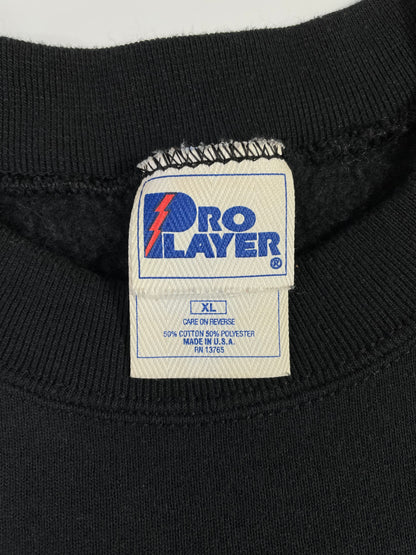 PRO
PLAYER®
XL
CARE ON REVERSE
50% COTTON 50% POLYESTER
MADE IN U.S.A.
RN 13765